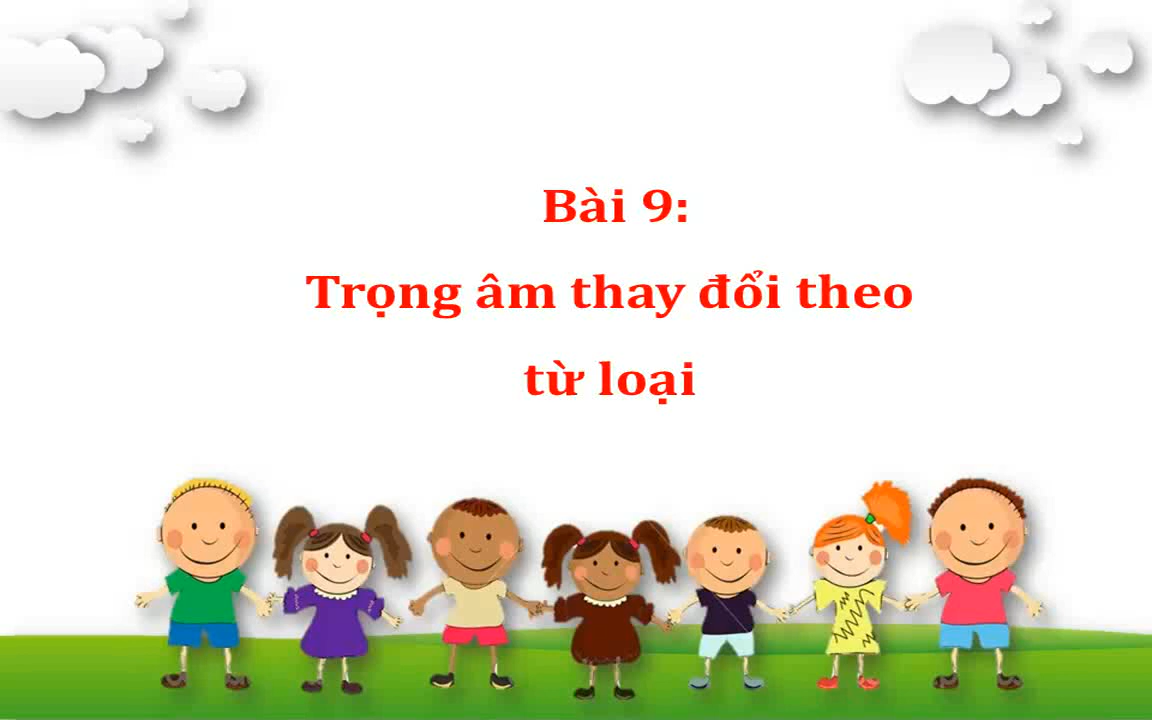 Bài 9:
Trọng âm thay đổi theo
từ loại